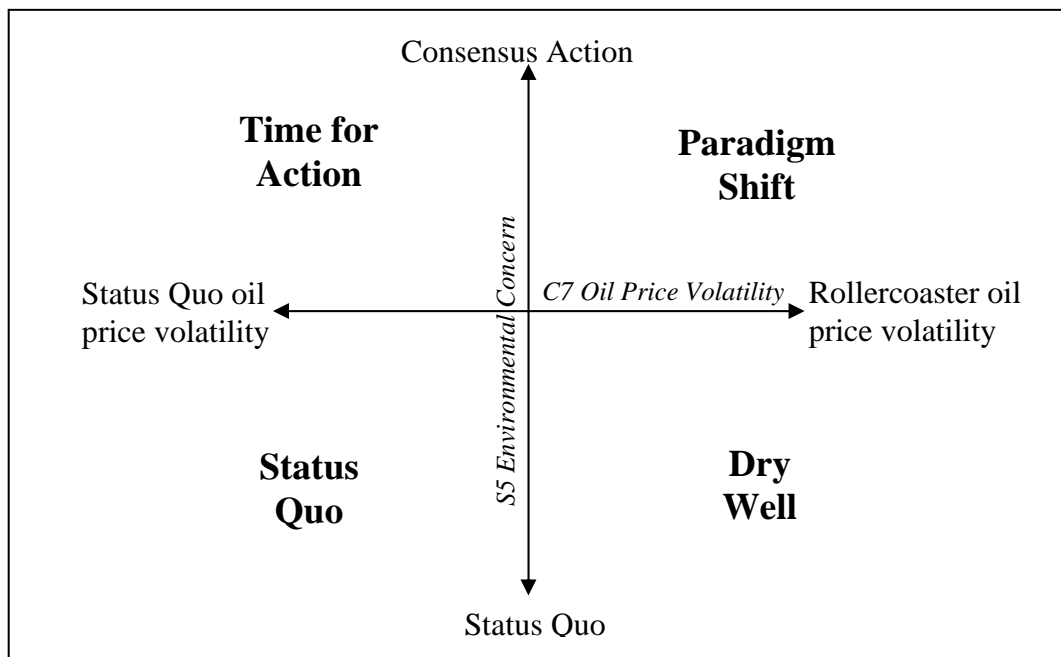 Consensus Action
Time for
Action
Paradigm
Shift
S5 Environmental Concern
C7 Oil Price Volatility
Status Quo oil
price volatility
Rollercoaster oil
price volatility
Status
Quo
Dry
Well
Status Quo